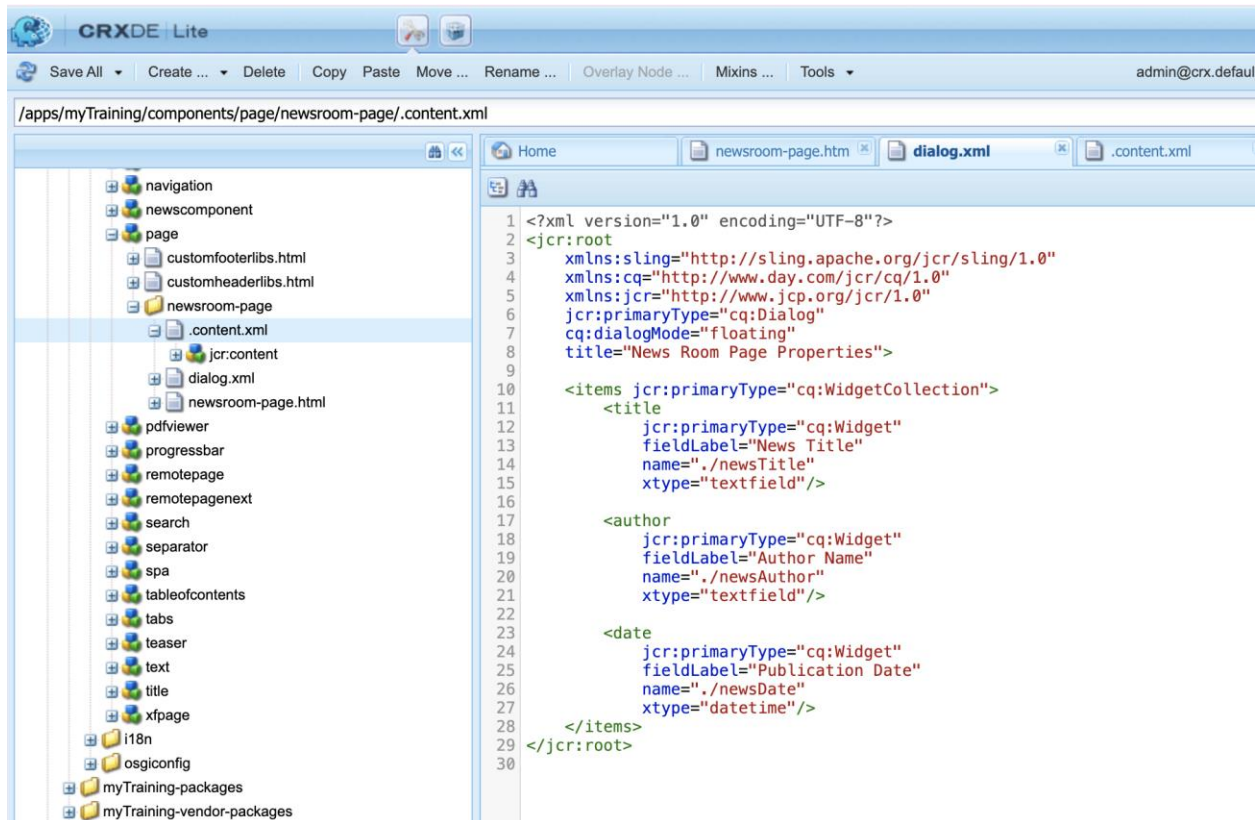 CRXDE | Lite
Save All Create ... Delete Copy Paste Move ... Rename ... Overlay Node ... Mixins ... Tools admin@crx.defaul
/apps/myTraining/components/page/newsroom-page/.content.xml
Home newsroom-page.htm dialog.xml .content.xml
navigation
newscomponent
page
customfooterlibs.html
customheaderlibs.html
newsroom-page
.content.xml
jcr:content
dialog.xml
newsroom-page.html
pdfviewer
progressbar
remotepage
remotepagenext
search
separator
spa
tableofcontents
tabs
teaser
text
title
xfpage
i18n
osgiconfig
myTraining-packages
myTraining-vendor-packages
1 <?xml version="1.0" encoding="UTF-8"?>
2 <jcr:root
3 xmlns:sling="http://sling.apache.org/jcr/sling/1.0"
4 xmlns:cq="http://www.day.com/jcr/cq/1.0"
5 xmlns:jcr="http://www.jcp.org/jcr/1.0"
6 jcr:primaryType="cq:Dialog"
7 cq:dialogMode="floating"
8 title="News Room Page Properties">
9
10 <items jcr:primaryType="cq:WidgetCollection">
11 <title
12 jcr:primaryType="cq:Widget"
13 fieldLabel="News Title"
14 name="./newsTitle"
15 xtype="textfield"/>
16
17 <author
18 jcr:primaryType="cq:Widget"
19 fieldLabel="Author Name"
20 name="./newsAuthor"
21 xtype="textfield"/>
22
23 <date
24 jcr:primaryType="cq:Widget"
25 fieldLabel="Publication Date"
26 name="./newsDate"
27 xtype="datetime"/>
28 </items>
29 </jcr:root>
30